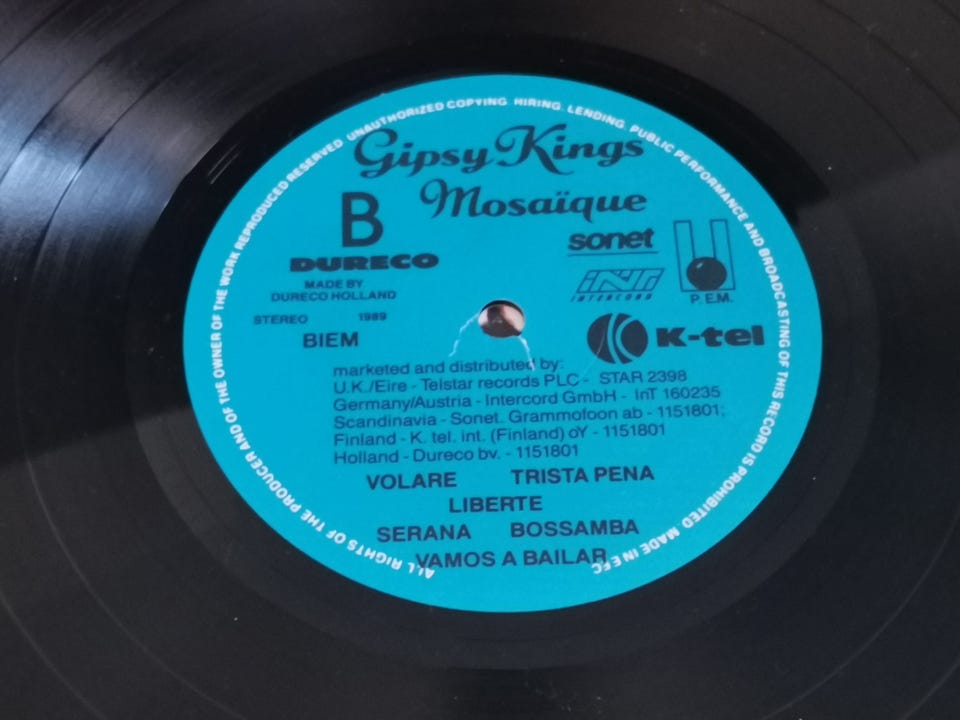 Gipsy Kings
Mosaïque
B
DURECO
MADE BY
DURECO HOLLAND
STEREO 1989
BIEM
sonet
INT
INTERCORD
P.E.M.
K-tel
marketed and distributed by:
U.K./Eire - Telstar records PLC - STAR 2398
Germany/Austria - Intercord GmbH - InT 160235
Scandinavia - Sonet. Grammofoon ab - 1151801;
Finland - K. tel. int. (Finland) oY - 1151801
Holland - Dureco bv. - 1151801
VOLARE TRISTA PENA
LIBERTE
SERANA BOSSAMBA
VAMOS A BAILAR
ALL RIGHTS OF THE PRODUCER AND OF THE OWNER OF THE WORK REPRODUCED RESERVED UNAUTHORIZED COPYING. HIRING. LENDING. PUBLIC PERFORMANCE AND BROADCASTING OF THIS RECORD IS PROHIBITED MADE IN EEC